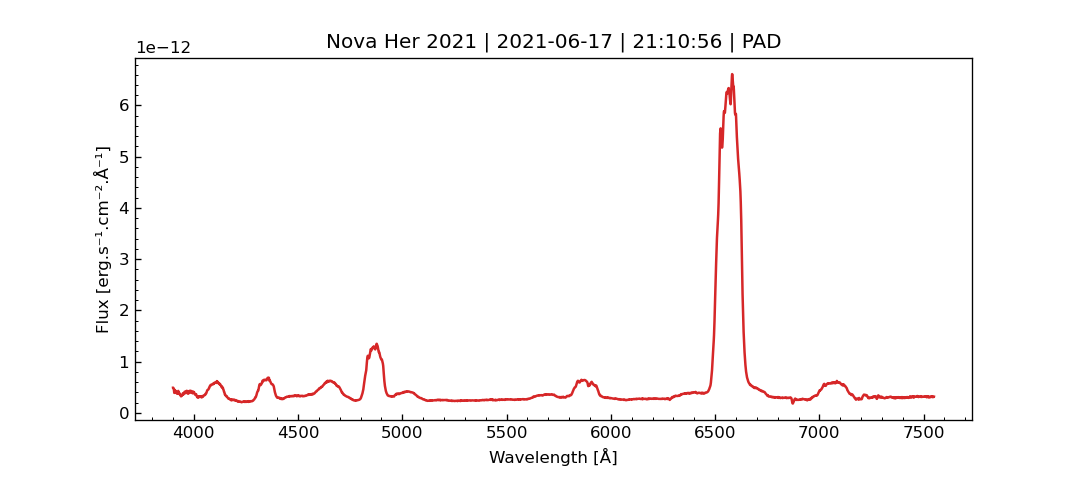 Nova Her 2021 | 2021-06-17 | 21:10:56 | PAD
1e−12
6
5
4
3
2
1
0
Flux [erg.s⁻¹.cm⁻².Å⁻¹]
4000 4500 5000 5500 6000 6500 7000 7500
Wavelength [Å]